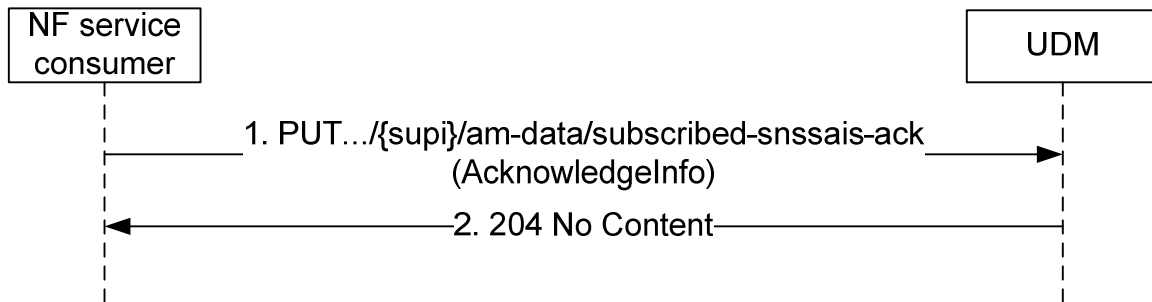 NF service
consumer
UDM
1. PUT.../{supi}/am-data/subscribed-snssais-ack
(AcknowledgeInfo)
2. 204 No Content